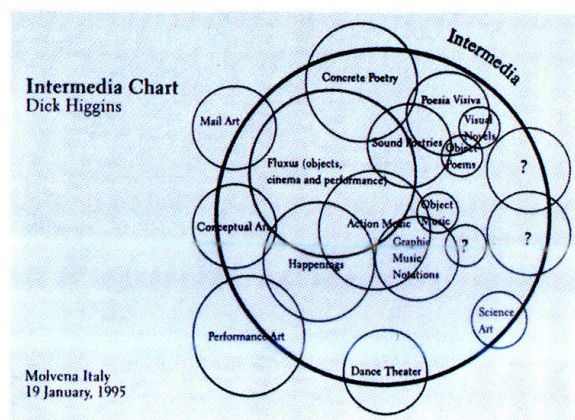 Intermedia Chart
Dick Higgins
Intermedia
Concrete Poetry
Mail Art
Poesia Visiva
Visual
Novels
Sound Poetries
Object
Poems
Fluxus (objects,
cinema and performance)
?
Object
Music
Conceptual Art
Action Music
Graphic
Music
Notations
?
?
Happenings
Science
Art
Performance Art
Dance Theater
Molvena Italy
19 January, 1995